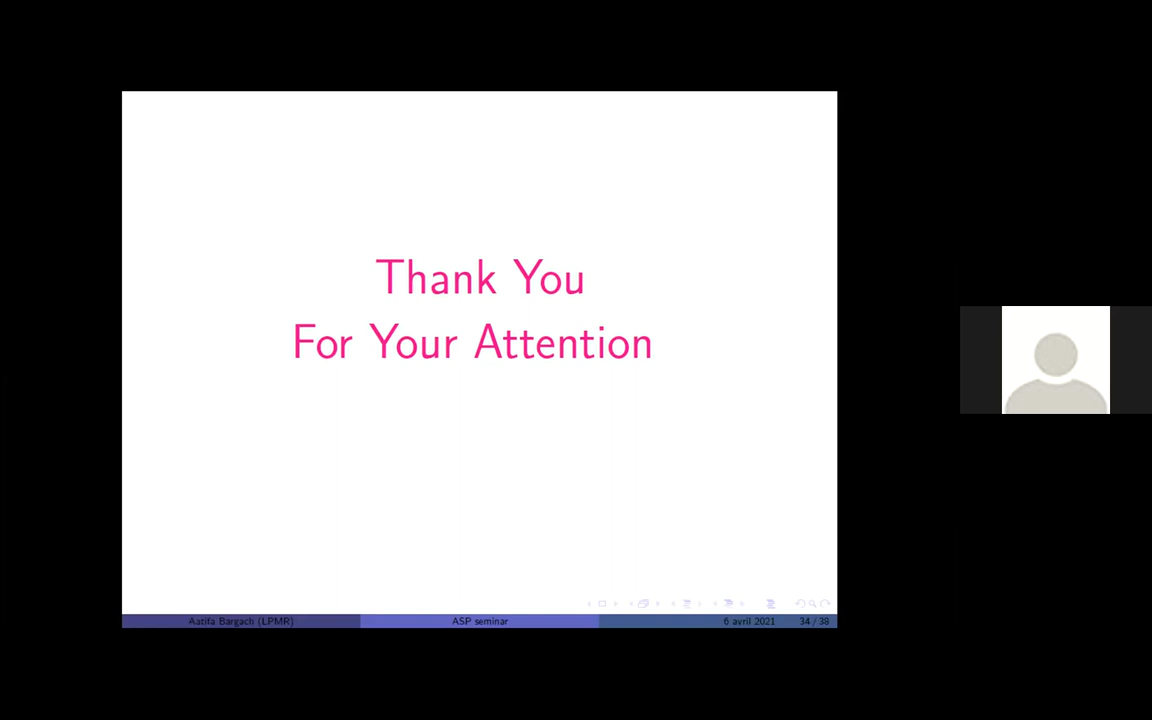 Thank You
For Your Attention
Aatifa Bargach (LPMR)
ASP seminar
6 avril 2021
34 / 38